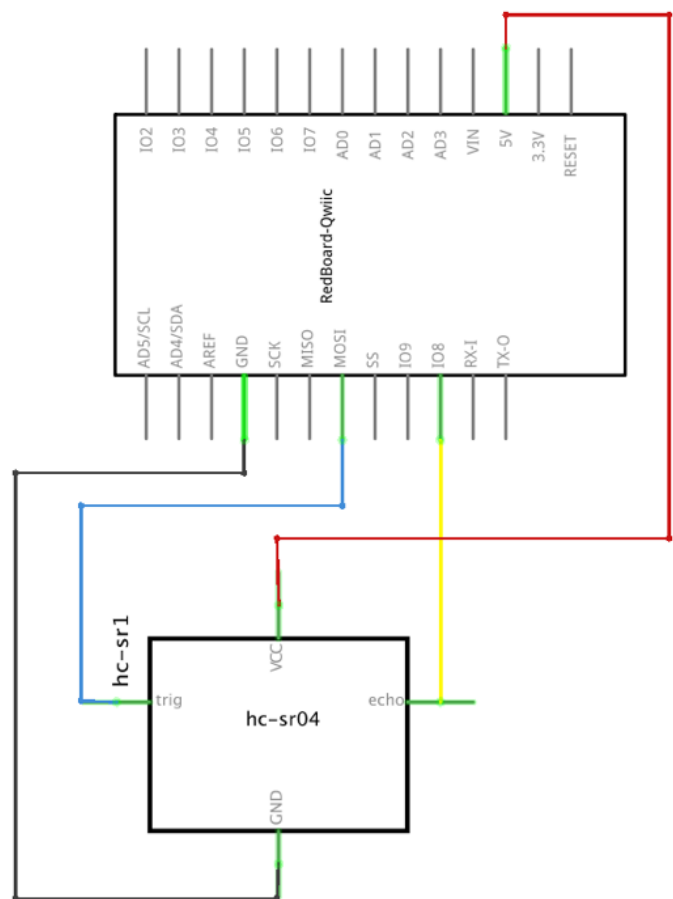 IO2
IO3
IO4
IO5
IO6
IO7
AD0
AD1
AD2
AD3
VIN
5V
3.3V
RESET
RedBoard-Qwiic
AD5/SCL
AD4/SDA
AREF
GND
SCK
MISO
MOSI
SS
IO9
IO8
RX-I
TX-O
hc-sr1
VCC
trig
echo
hc-sr04
GND